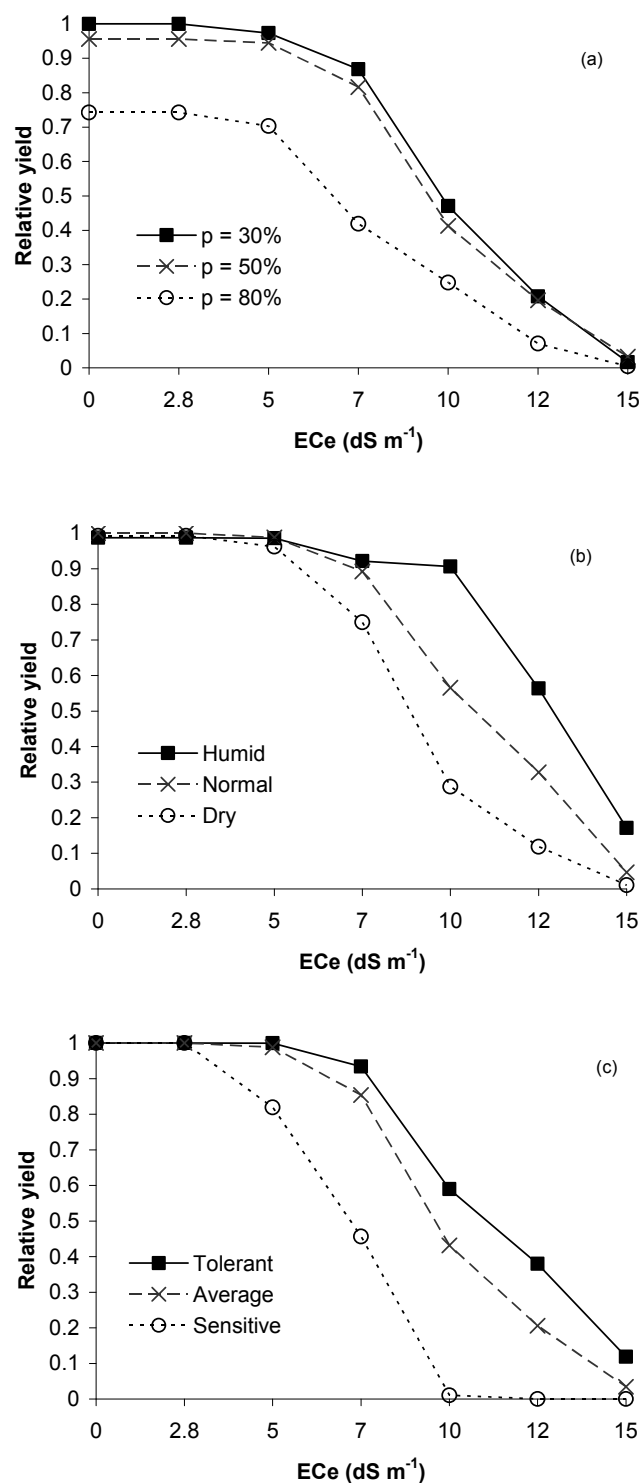 (a)
Relative yield
1
0.9
0.8
0.7
0.6
0.5
0.4
0.3
0.2
0.1
0
p = 30%
p = 50%
p = 80%
0 2.8 5 7 10 12 15
ECe (dS m⁻¹)
(b)
Relative yield
1
0.9
0.8
0.7
0.6
0.5
0.4
0.3
0.2
0.1
0
Humid
Normal
Dry
0 2.8 5 7 10 12 15
ECe (dS m⁻¹)
(c)
Relative yield
1
0.9
0.8
0.7
0.6
0.5
0.4
0.3
0.2
0.1
0
Tolerant
Average
Sensitive
0 2.8 5 7 10 12 15
ECe (dS m⁻¹)